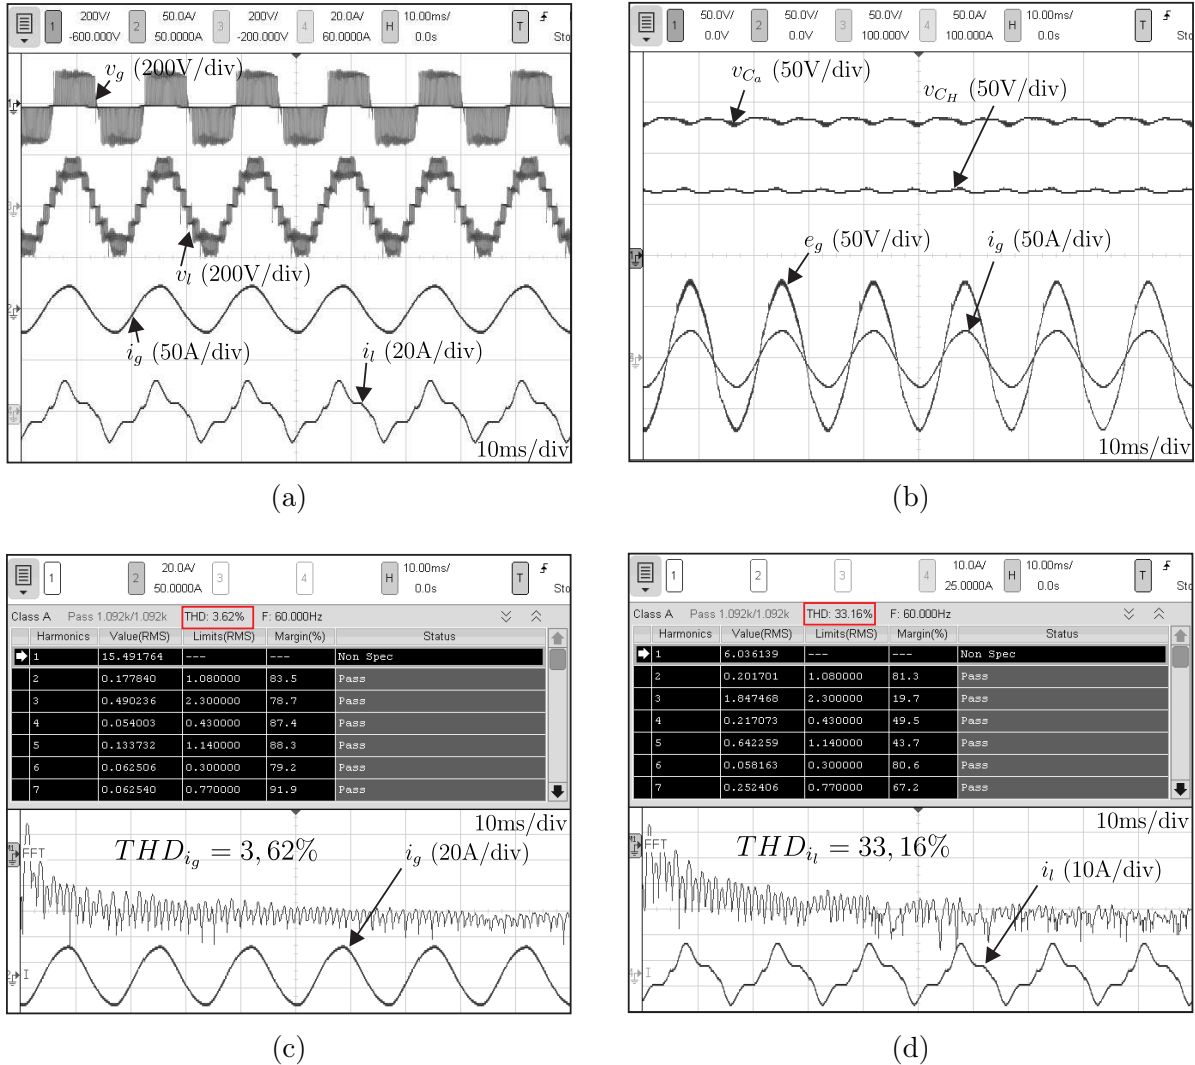 200V/ 50.0A/ 200V/ 20.0A/ 10.00ms/
1 2 3 4 H T
-600.000V 50.0000A -200.000V 60.0000A 0.0s Sto
v_g (200V/div)
v_l (200V/div)
i_g (50A/div)
i_l (20A/div)
10ms/div
(a)
50.0V/ 50.0V/ 50.0V/ 50.0A/ 10.00ms/
1 2 3 4 H T
0.0V 0.0V 100.000V 100.000A 0.0s Sto
v_{C_a} (50V/div)
v_{C_H} (50V/div)
e_g (50V/div)
i_g (50A/div)
10ms/div
(b)
20.0A/ 10.00ms/
1 2 3 4 H T
50.0000A 0.0s Sto
Class A Pass 1.092k/1.092k THD: 3.62% F: 60.000Hz
Harmonics Value(RMS) Limits(RMS) Margin(%) Status
1 15.491764 --- --- Non Spec
2 0.177840 1.080000 83.5 Pass
3 0.490236 2.300000 78.7 Pass
4 0.054003 0.430000 87.4 Pass
5 0.133732 1.140000 88.3 Pass
6 0.062506 0.300000 79.2 Pass
7 0.062540 0.770000 91.9 Pass
10ms/div
FFT
THD_{i_g} = 3,62%
i_g (20A/div)
I
(c)
10.0A/ 10.00ms/
1 2 3 4 H T
25.0000A 0.0s Sto
Class A Pass 1.092k/1.092k THD: 33.16% F: 60.000Hz
Harmonics Value(RMS) Limits(RMS) Margin(%) Status
1 6.036139 --- --- Non Spec
2 0.201701 1.080000 81.3 Pass
3 1.847468 2.300000 19.7 Pass
4 0.217073 0.430000 49.5 Pass
5 0.642259 1.140000 43.7 Pass
6 0.058163 0.300000 80.6 Pass
7 0.252406 0.770000 67.2 Pass
10ms/div
FFT
THD_{i_l} = 33,16%
i_l (10A/div)
I
(d)